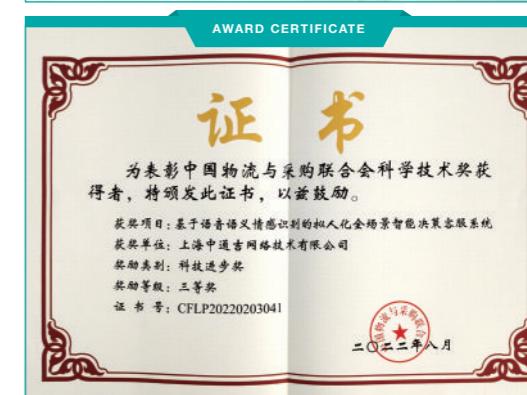 AWARD CERTIFICATE
证书
为表彰中国物流与采购联合会科学技术奖获
得者，特颁发此证书，以兹鼓励。
获奖项目：基于语音语义情感识别的拟人化全场景智能决策客服系统
获奖单位：上海中通吉网络技术有限公司
奖励类别：科技进步奖
奖励等级：三等奖
证书号：CFLP20220203041
二〇二二年八月